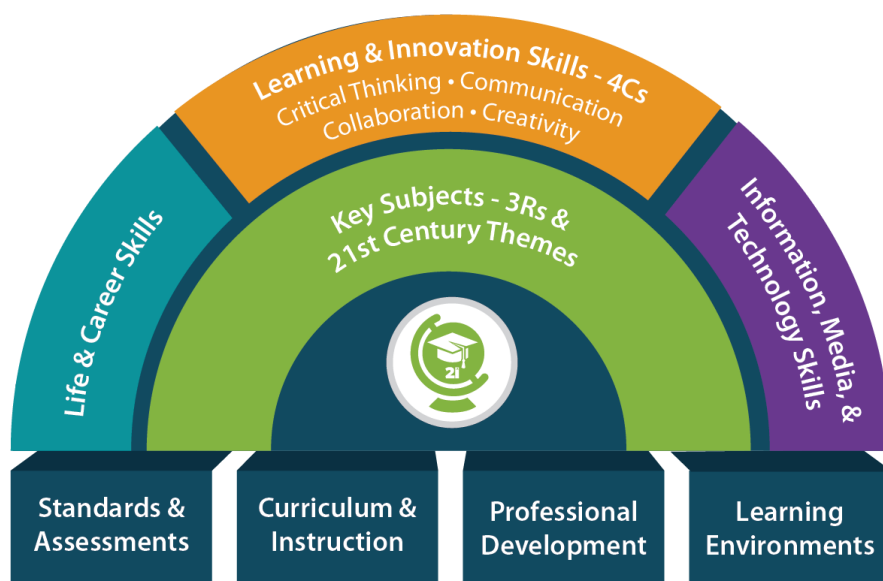 Learning & Innovation Skills - 4Cs
Critical Thinking • Communication
Collaboration • Creativity
Life & Career Skills
Key Subjects - 3Rs &
21st Century Themes
Information, Media, &
Technology Skills
21
Standards &
Assessments
Curriculum &
Instruction
Professional
Development
Learning
Environments